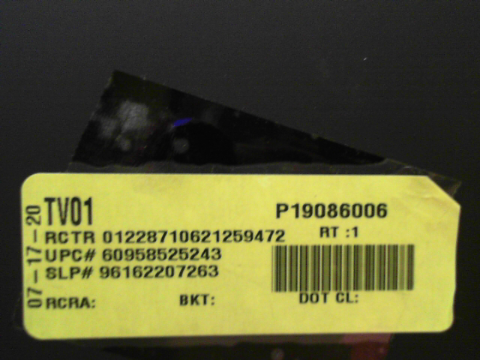 07-17-20
TV01
P19086006
RCTR 01228710621259472
RT :1
UPC# 60958525243
SLP# 96162207263
RCRA: BKT: DOT CL: